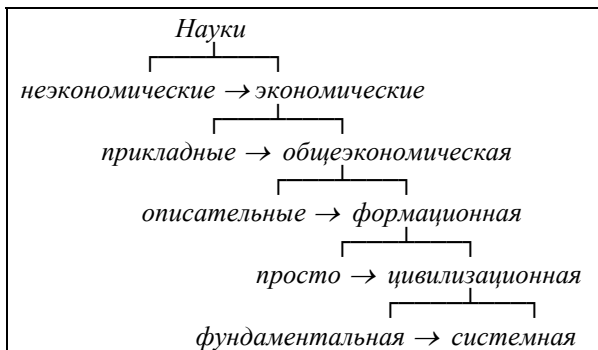 Науки
неэкономические → экономические
прикладные → общеэкономическая
описательные → формационная
просто → цивилизационная
фундаментальная → системная